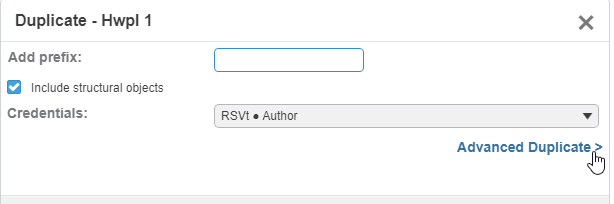 Duplicate - Hwpl 1
Add prefix:
Include structural objects
Credentials:
RSVt ● Author
Advanced Duplicate >